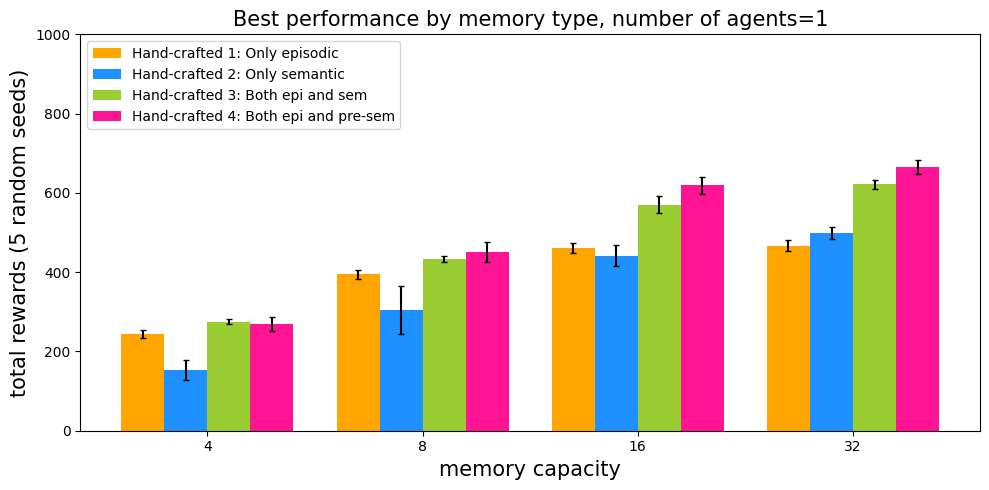 Best performance by memory type, number of agents=1
total rewards (5 random seeds)
1000
800
600
400
200
0
Hand-crafted 1: Only episodic
Hand-crafted 2: Only semantic
Hand-crafted 3: Both epi and sem
Hand-crafted 4: Both epi and pre-sem
4 8 16 32
memory capacity